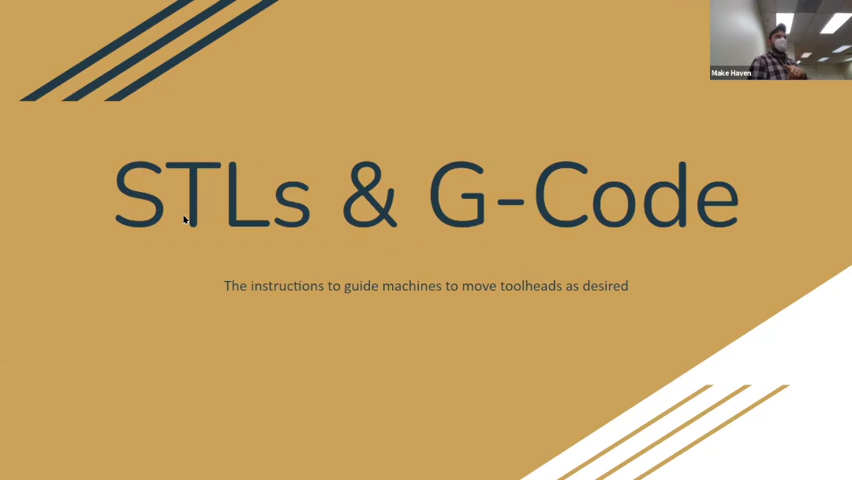 Make Haven
STLs & G-Code
The instructions to guide machines to move toolheads as desired